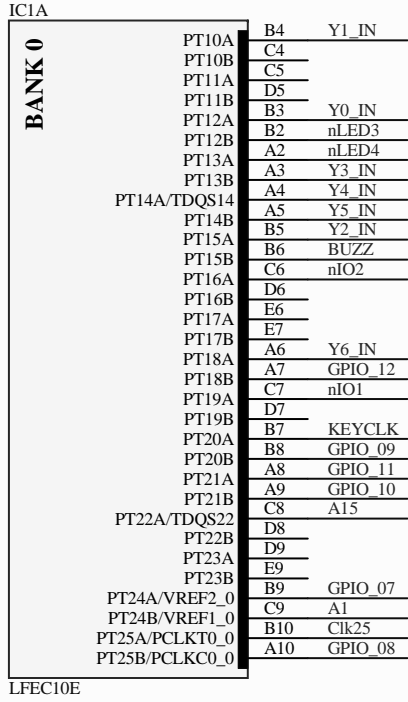 IC1A
BANK 0
PT10A B4 Y1_IN
PT10B C4
PT11A C5
PT11B D5
PT12A B3 Y0_IN
PT12B B2 nLED3
PT13A A2 nLED4
PT13B A3 Y3_IN
PT14A/TDQS14 A4 Y4_IN
PT14B A5 Y5_IN
PT15A B5 Y2_IN
PT15B B6 BUZZ
PT16A C6 nIO2
PT16B D6
PT17A E6
PT17B E7
PT18A A6 Y6_IN
PT18B A7 GPIO_12
PT19A C7 nIO1
PT19B D7
PT20A B7 KEYCLK
PT20B B8 GPIO_09
PT21A A8 GPIO_11
PT21B A9 GPIO_10
PT22A/TDQS22 C8 A15
PT22B D8
PT23A D9
PT23B E9
PT24A/VREF2_0 B9 GPIO_07
PT24B/VREF1_0 C9 A1
PT25A/PCLKT0_0 B10 Clk25
PT25B/PCLKC0_0 A10 GPIO_08
LFEC10E